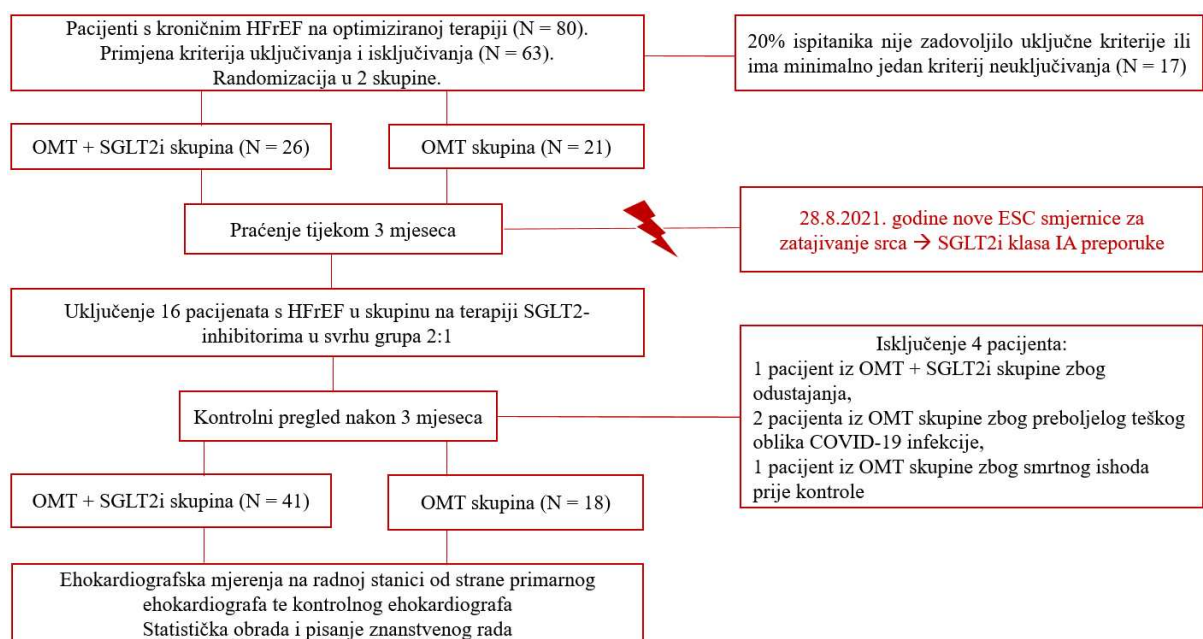 Pacijenti s kroničnim HFrEF na optimiziranoj terapiji (N = 80).
Primjena kriterija uključivanja i isključivanja (N = 63).
Randomizacija u 2 skupine.
20% ispitanika nije zadovoljilo uključne kriterije ili
ima minimalno jedan kriterij neuključivanja (N = 17)
OMT + SGLT2i skupina (N = 26)
OMT skupina (N = 21)
Praćenje tijekom 3 mjeseca
28.8.2021. godine nove ESC smjernice za
zatajivanje srca → SGLT2i klasa IA preporuke
Uključenje 16 pacijenata s HFrEF u skupinu na terapiji SGLT2-
inhibitorima u svrhu grupa 2:1
Isključenje 4 pacijenta:
1 pacijent iz OMT + SGLT2i skupine zbog
odustajanja,
2 pacijenta iz OMT skupine zbog preboljelog teškog
oblika COVID-19 infekcije,
1 pacijent iz OMT skupine zbog smrtnog ishoda
prije kontrole
Kontrolni pregled nakon 3 mjeseca
OMT + SGLT2i skupina (N = 41)
OMT skupina (N = 18)
Ehokardiografska mjerenja na radnoj stanici od strane primarnog
ehokardiografa te kontrolnog ehokardiografa
Statistička obrada i pisanje znanstvenog rada